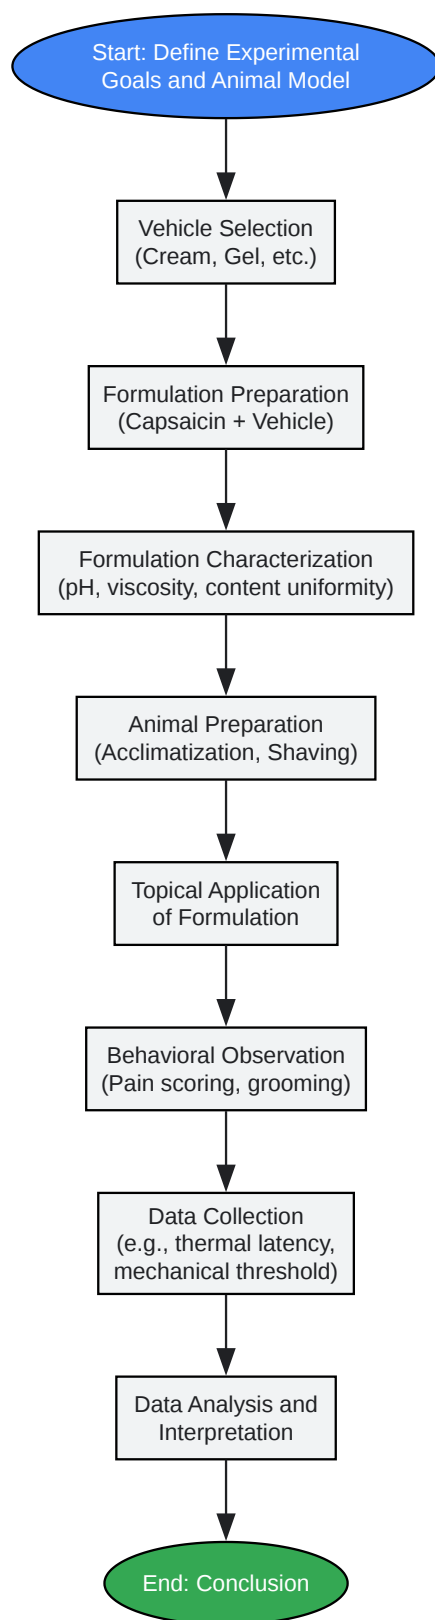 Start: Define Experimental
Goals and Animal Model
Vehicle Selection
(Cream, Gel, etc.)
Formulation Preparation
(Capsaicin + Vehicle)
Formulation Characterization
(pH, viscosity, content uniformity)
Animal Preparation
(Acclimatization, Shaving)
Topical Application
of Formulation
Behavioral Observation
(Pain scoring, grooming)
Data Collection
(e.g., thermal latency,
mechanical threshold)
Data Analysis and
Interpretation
End: Conclusion